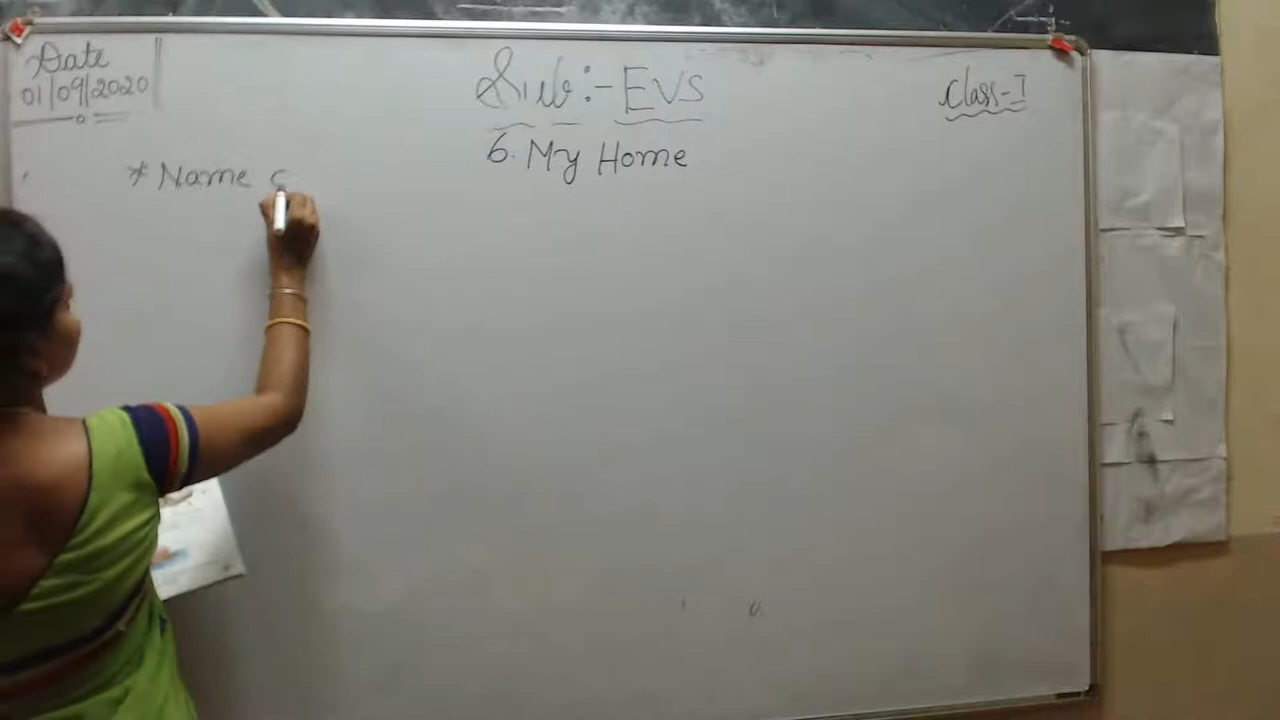 Date
01/09/2020
Sub:- EVS
Class-I
6. My Home
* Name